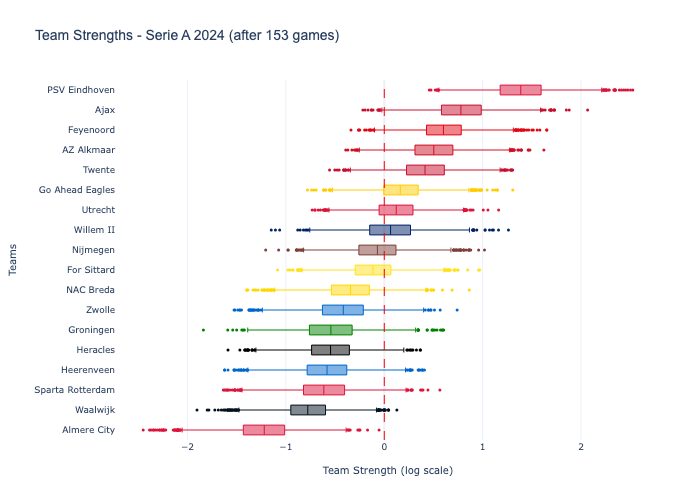 Team Strengths - Serie A 2024 (after 153 games)
PSV Eindhoven
Ajax
Feyenoord
AZ Alkmaar
Twente
Go Ahead Eagles
Utrecht
Willem II
Nijmegen
For Sittard
NAC Breda
Zwolle
Groningen
Heracles
Heerenveen
Sparta Rotterdam
Waalwijk
Almere City
Teams
−2 −1 0 1 2
Team Strength (log scale)